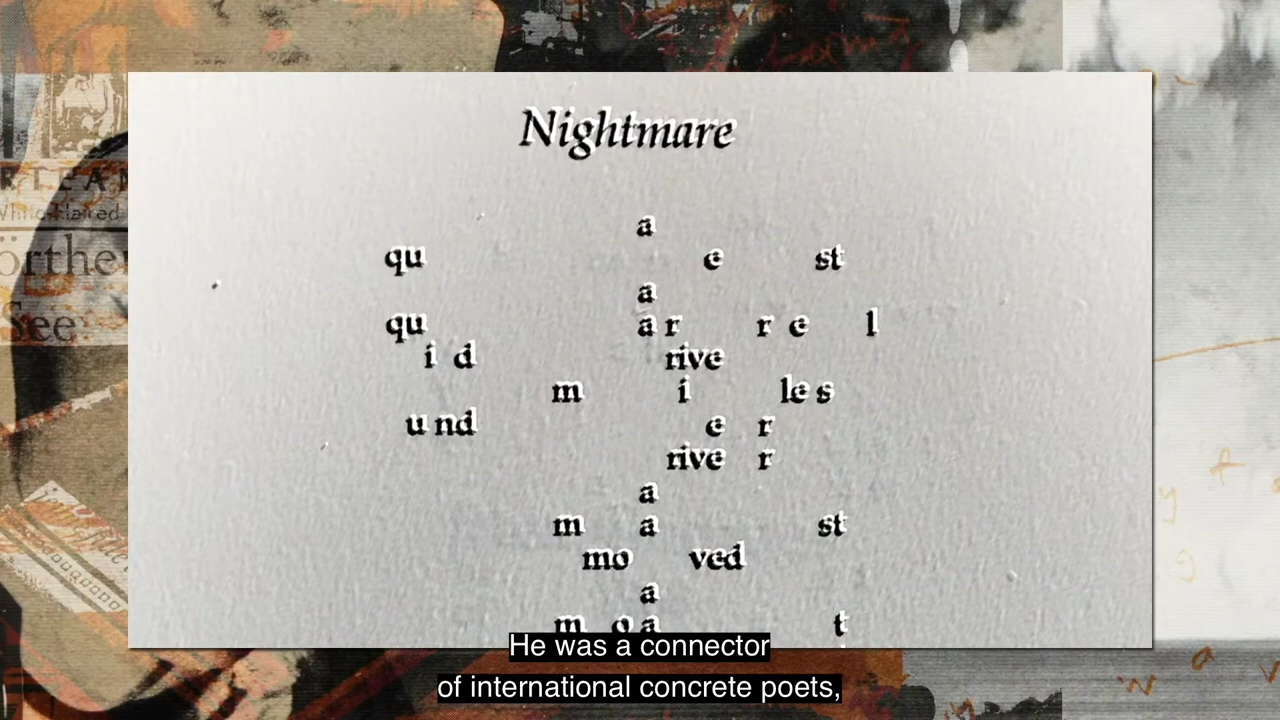 Nightmare
a
qu e st
a
qu a r r e l
i d rive
m i le s
u nd e r
rive r
a
m a st
mo ved
a
m o a t
He was a connector
of international concrete poets,